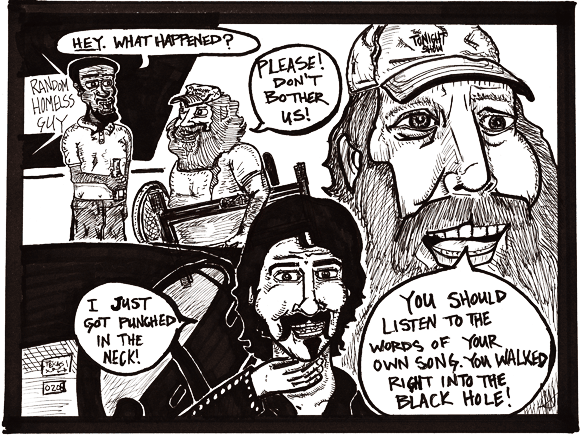 HEY. WHAT HAPPENED?
RANDOM
HOMELSS
GUY
PLEASE!
DON'T
BOTHER
US!
THE
TONIGHT
SHOW
I JUST
GOT PUNCHED
IN THE
NECK!
YOU SHOULD
LISTEN TO THE
WORDS OF YOUR
OWN SONG. YOU WALKED
RIGHT INTO THE
BLACK HOLE!